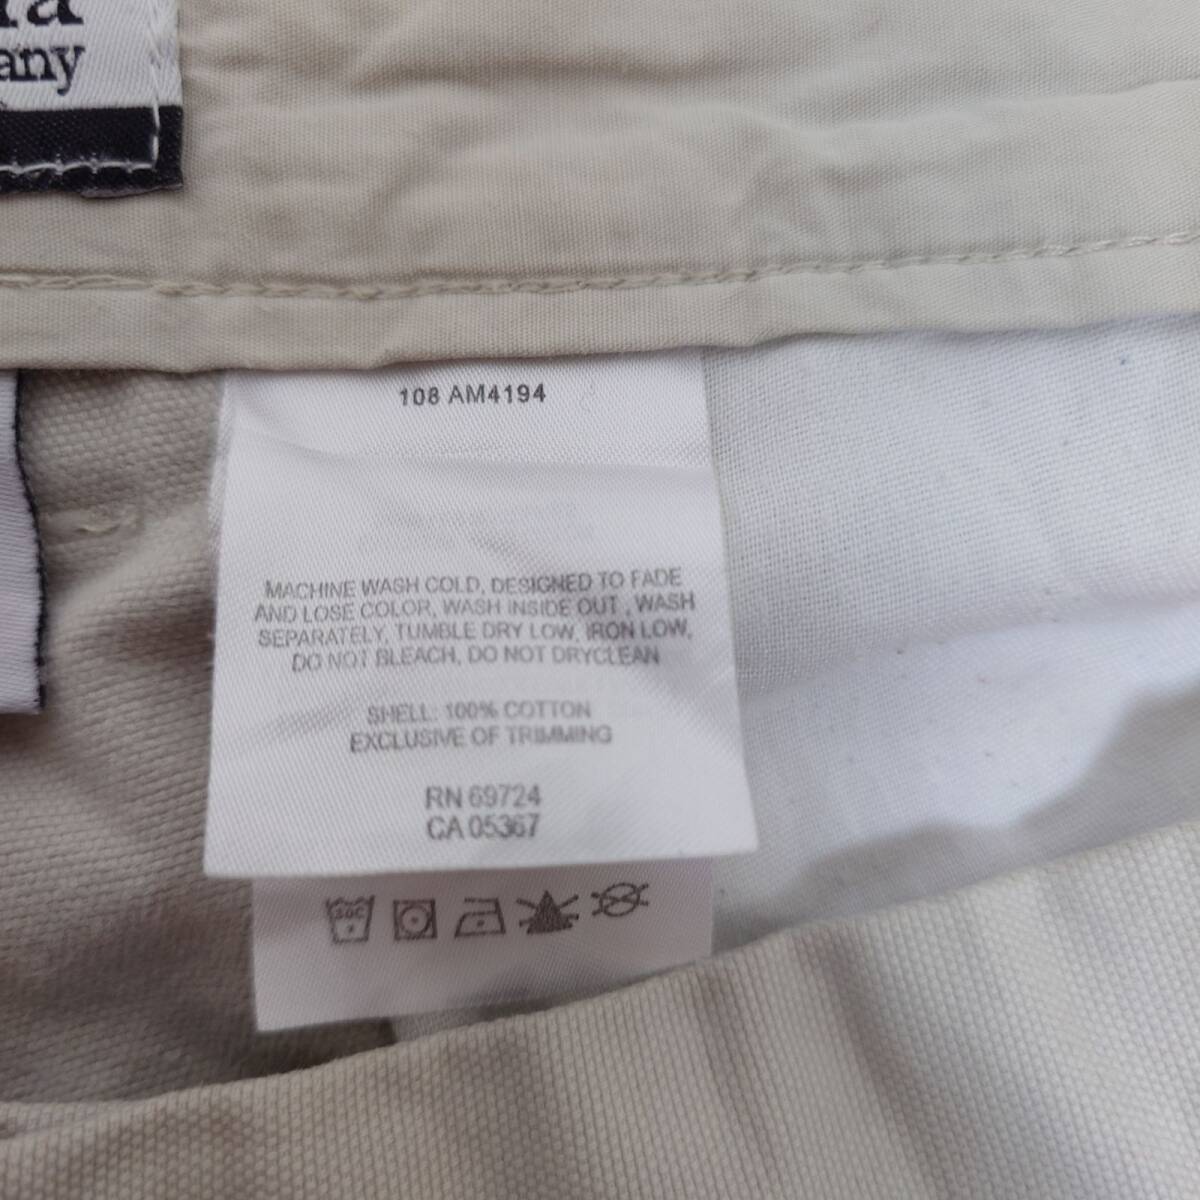 any
108 AM4194
MACHINE WASH COLD, DESIGNED TO FADE
AND LOSE COLOR, WASH INSIDE OUT , WASH
SEPARATELY, TUMBLE DRY LOW, IRON LOW,
DO NOT BLEACH, DO NOT DRYCLEAN
SHELL: 100% COTTON
EXCLUSIVE OF TRIMMING
RN 69724
CA 05367
30C